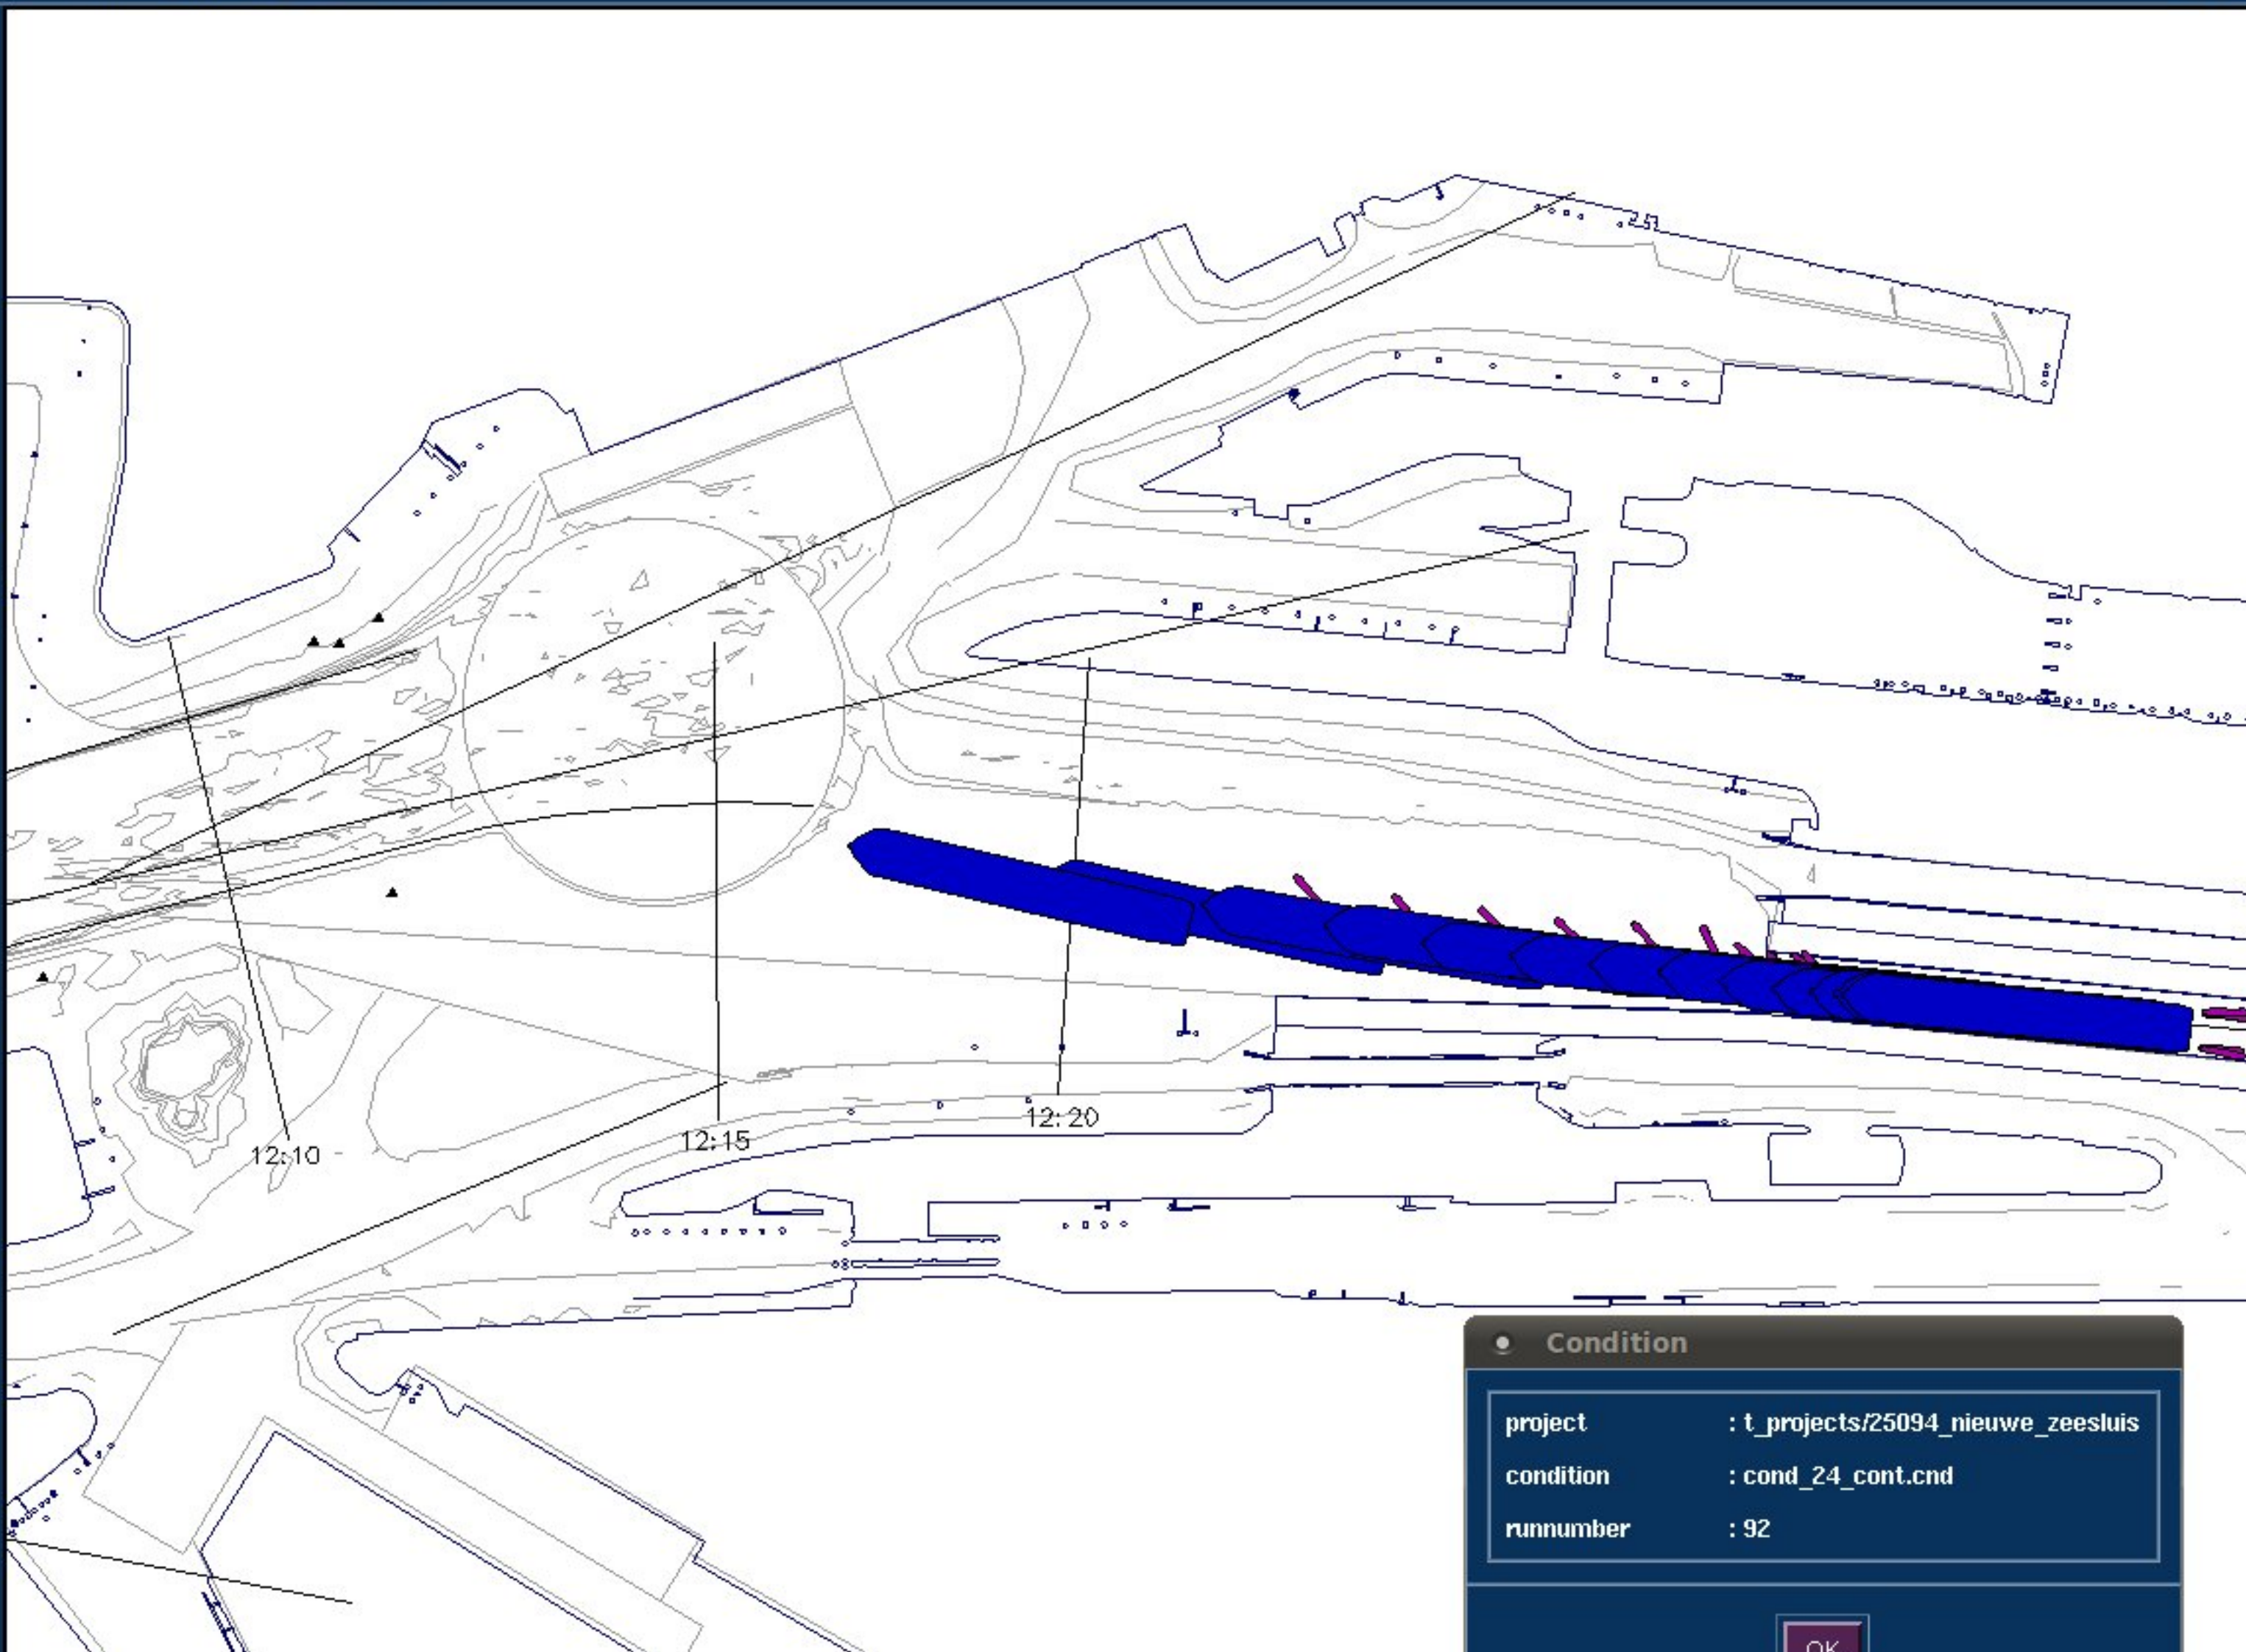 12:10
12:15
12:20
Condition
project : t_projects/25094_nieuwe_zeesluis
condition : cond_24_cont.cnd
runnumber : 92
OK